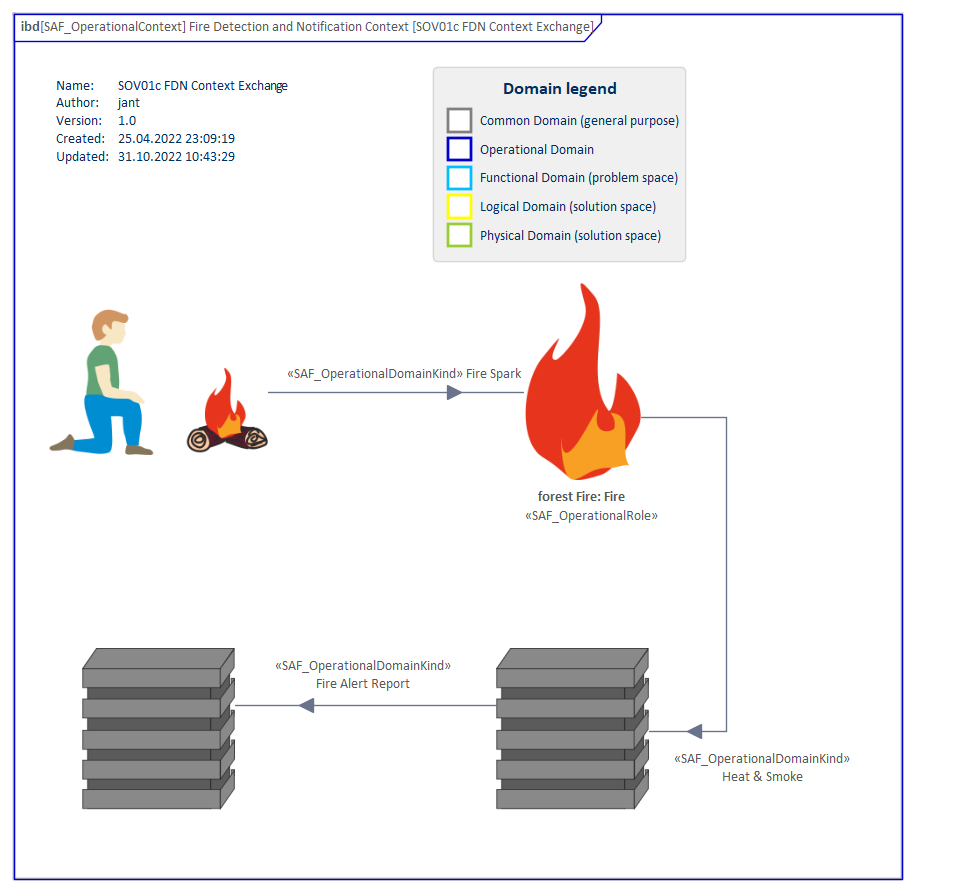 ibd[SAF_OperationalContext] Fire Detection and Notification Context [SOV01c FDN Context Exchange]
Name: SOV01c FDN Context Exchange
Author: jant
Version: 1.0
Created: 25.04.2022 23:09:19
Updated: 31.10.2022 10:43:29
Domain legend
Common Domain (general purpose)
Operational Domain
Functional Domain (problem space)
Logical Domain (solution space)
Physical Domain (solution space)
«SAF_OperationalDomainKind» Fire Spark
forest Fire: Fire
«SAF_OperationalRole»
«SAF_OperationalDomainKind»
Fire Alert Report
«SAF_OperationalDomainKind»
Heat & Smoke